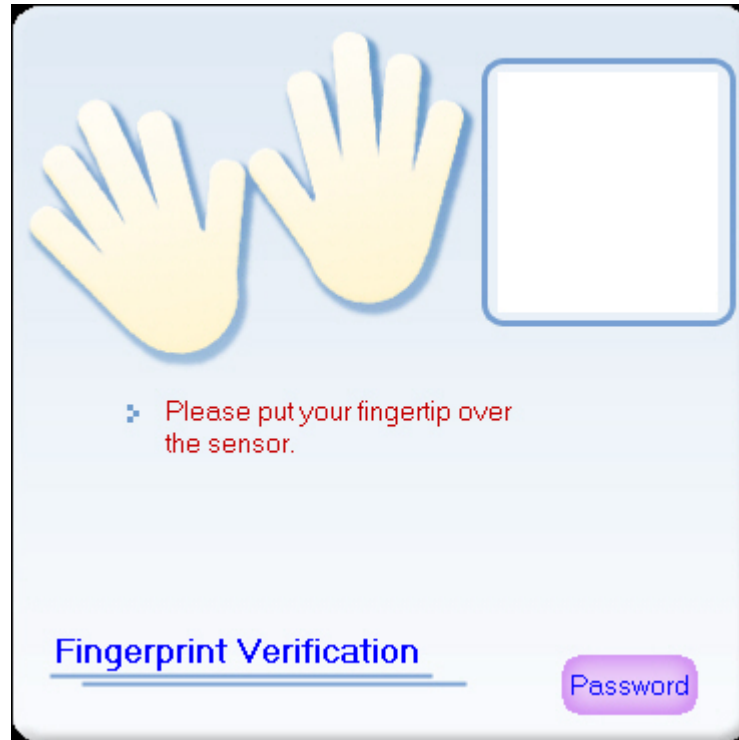 Please put your fingertip over
the sensor.
Fingerprint Verification
Password